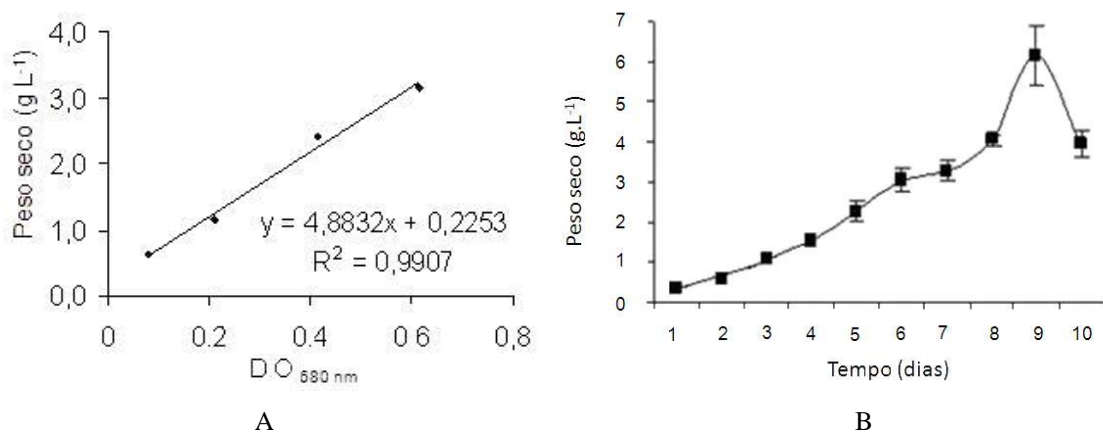 4,0
3,0
2,0
1,0
0,0
Peso seco (g L⁻¹)
y = 4,8832x + 0,2253
R² = 0,9907
0 0.2 0.4 0 6 0,8
D O 680 nm
A
7
6
5
4
3
2
1
0
Peso seco (g.L⁻¹)
1 2 3 4 5 6 7 8 9 10
Tempo (dias)
B